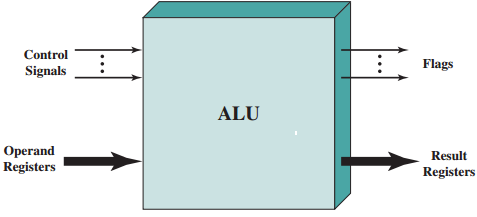 Control
Signals
Flags
ALU
Operand
Registers
Result
Registers